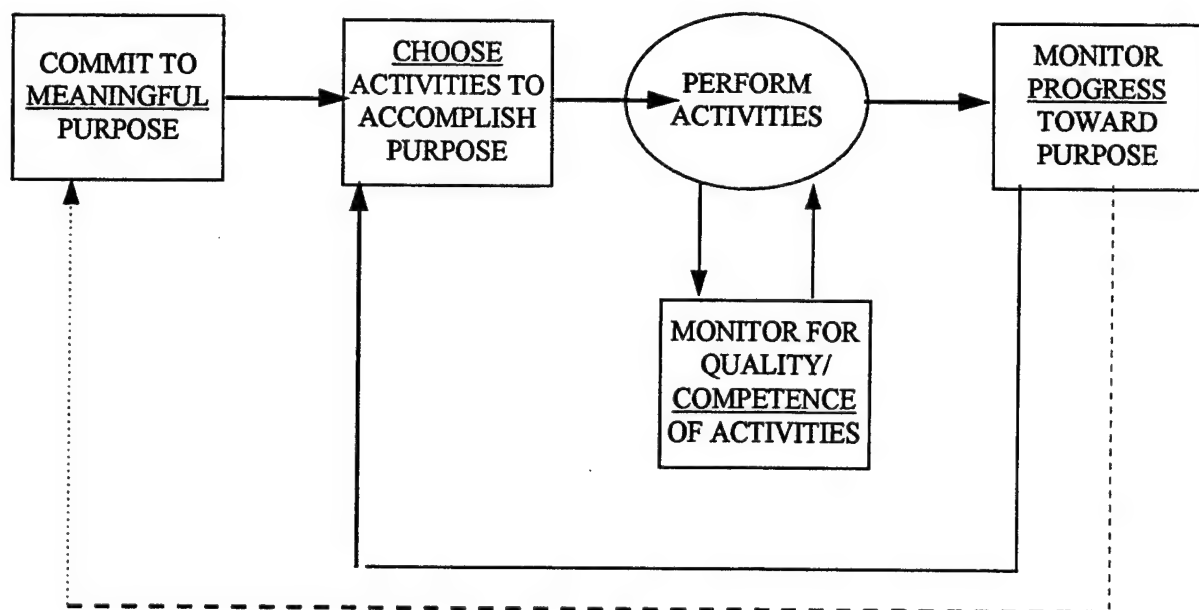 COMMIT TO
MEANINGFUL
PURPOSE
CHOOSE
ACTIVITIES TO
ACCOMPLISH
PURPOSE
PERFORM
ACTIVITIES
MONITOR
PROGRESS
TOWARD
PURPOSE
MONITOR FOR
QUALITY/
COMPETENCE
OF ACTIVITIES